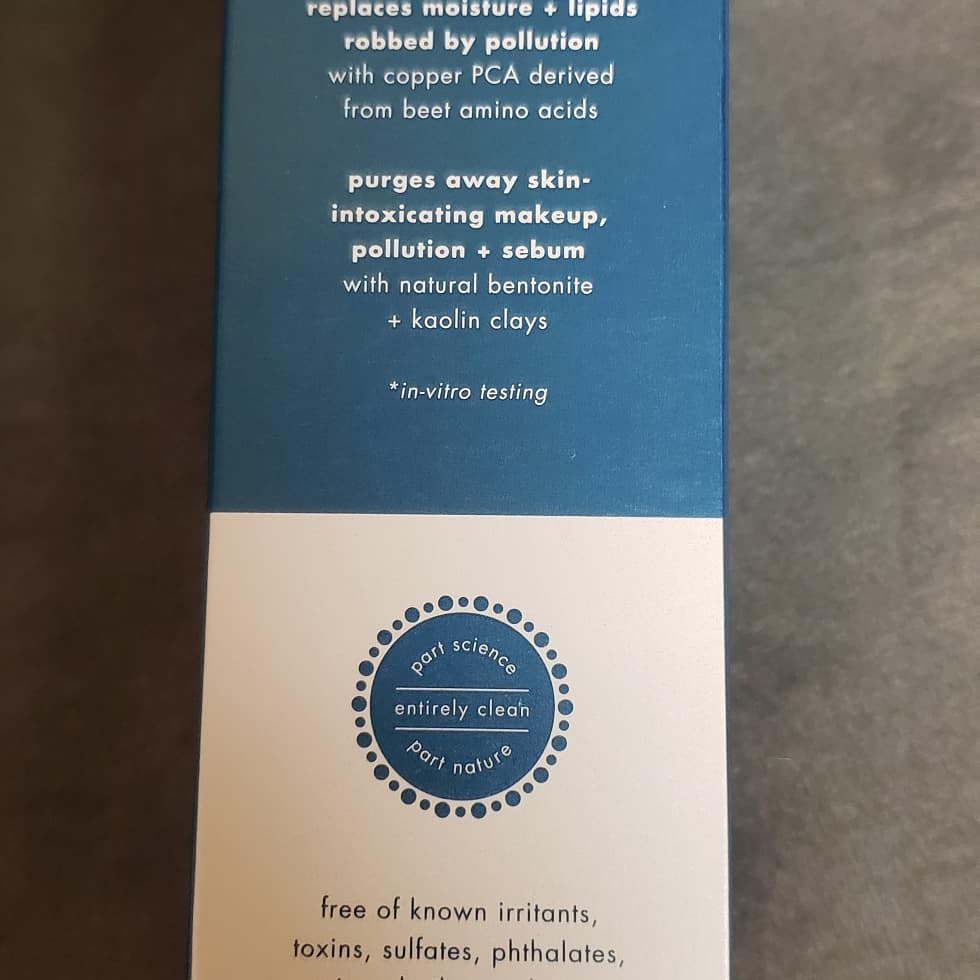 replaces moisture + lipids
robbed by pollution
with copper PCA derived
from beet amino acids
purges away skin-
intoxicating makeup,
pollution + sebum
with natural bentonite
+ kaolin clays
*in-vitro testing
part science
entirely clean
part nature
free of known irritants,
toxins, sulfates, phthalates,